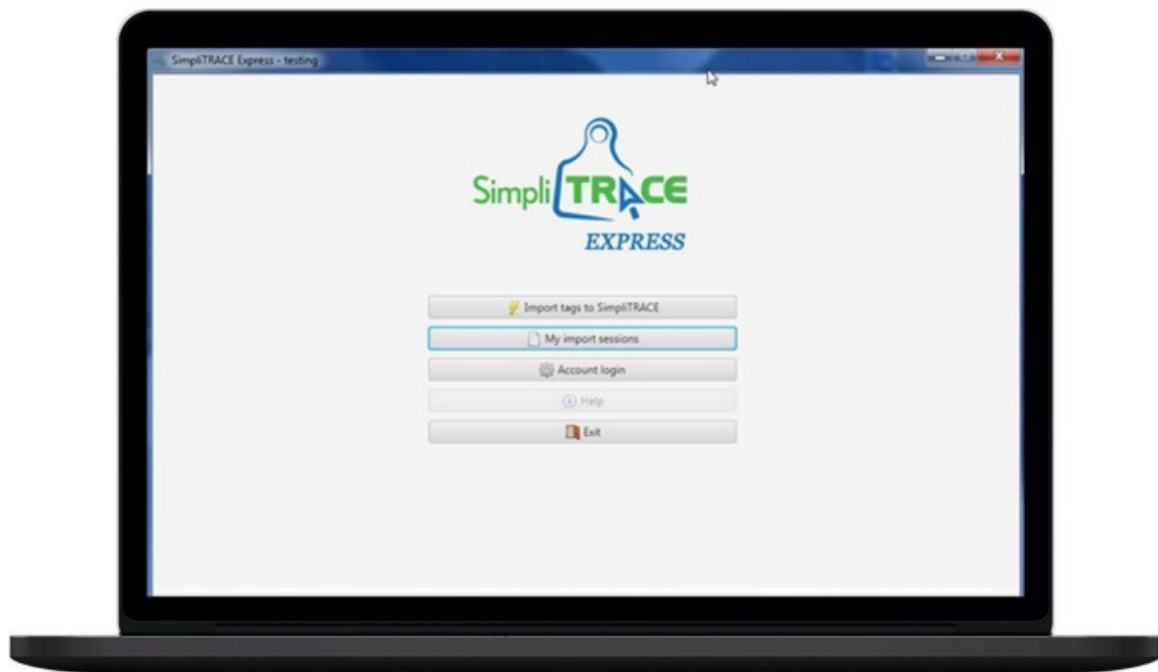 SimpliTRACE Express - testing
Simpli TRACE
EXPRESS
Import tags to SimpliTRACE
My import sessions
Account login
Help
Exit